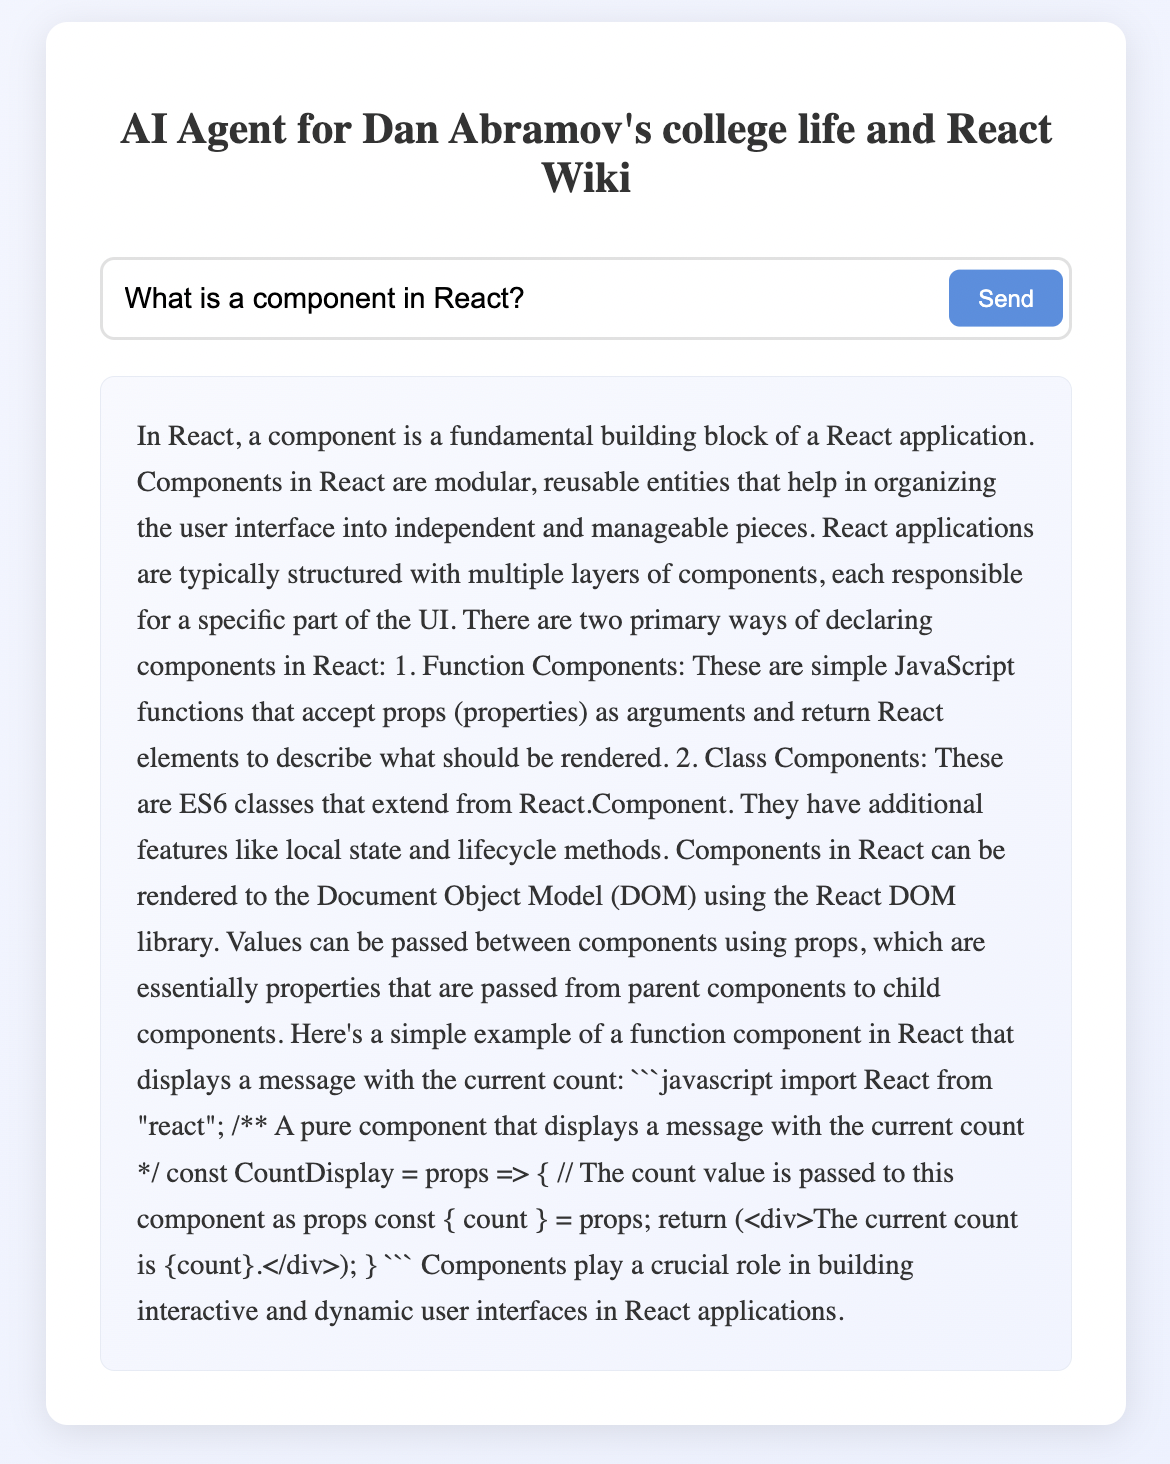 AI Agent for Dan Abramov's college life and React
Wiki
What is a component in React?
Send
In React, a component is a fundamental building block of a React application.
Components in React are modular, reusable entities that help in organizing
the user interface into independent and manageable pieces. React applications
are typically structured with multiple layers of components, each responsible
for a specific part of the UI. There are two primary ways of declaring
components in React: 1. Function Components: These are simple JavaScript
functions that accept props (properties) as arguments and return React
elements to describe what should be rendered. 2. Class Components: These
are ES6 classes that extend from React.Component. They have additional
features like local state and lifecycle methods. Components in React can be
rendered to the Document Object Model (DOM) using the React DOM
library. Values can be passed between components using props, which are
essentially properties that are passed from parent components to child
components. Here's a simple example of a function component in React that
displays a message with the current count: ```javascript import React from
"react"; /** A pure component that displays a message with the current count
*/ const CountDisplay = props => { // The count value is passed to this
component as props const { count } = props; return (<div>The current count
is {count}.</div>); } ``` Components play a crucial role in building
interactive and dynamic user interfaces in React applications.